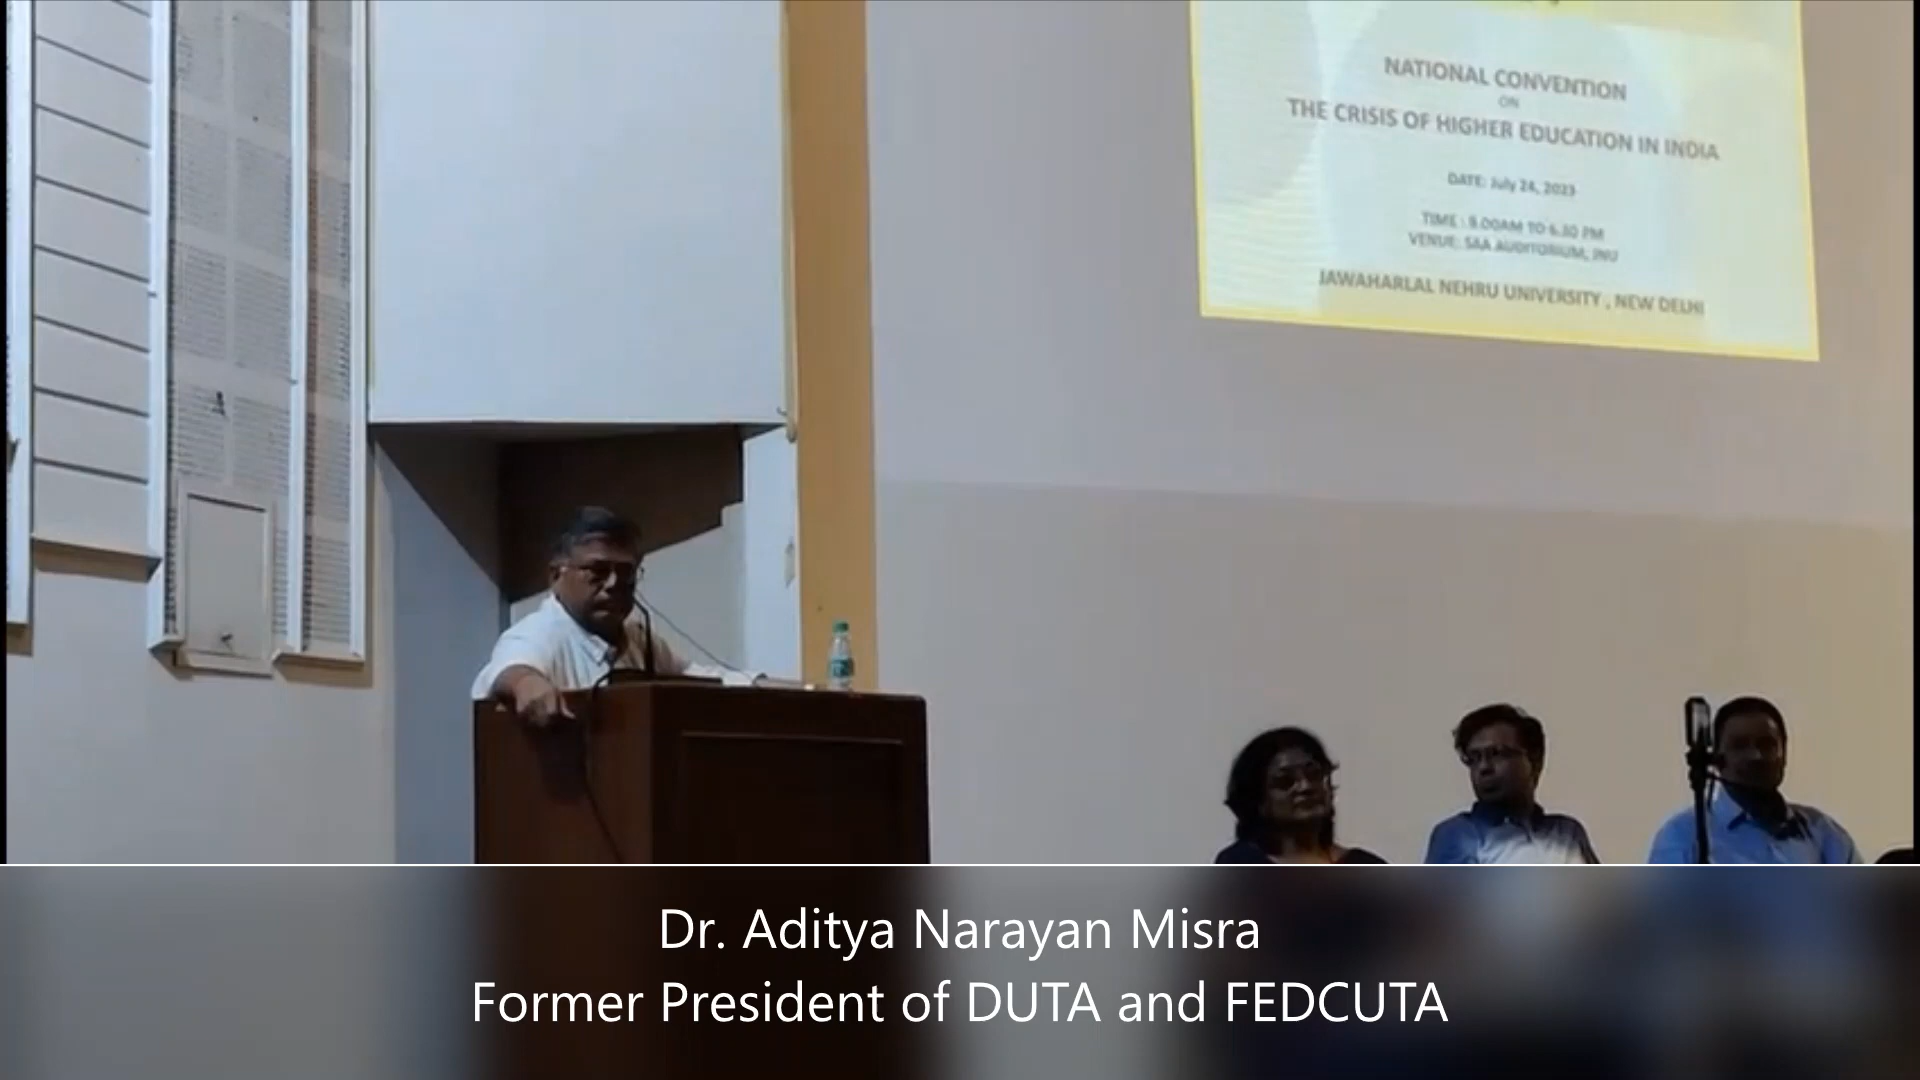 NATIONAL CONVENTION
ON
THE CRISIS OF HIGHER EDUCATION IN INDIA
DATE: July 24, 2023
TIME : 9.00AM TO 6.30 PM
VENUE: SAA AUDITORIUM, JNU
JAWAHARLAL NEHRU UNIVERSITY , NEW DELHI
Dr. Aditya Narayan Misra
Former President of DUTA and FEDCUTA